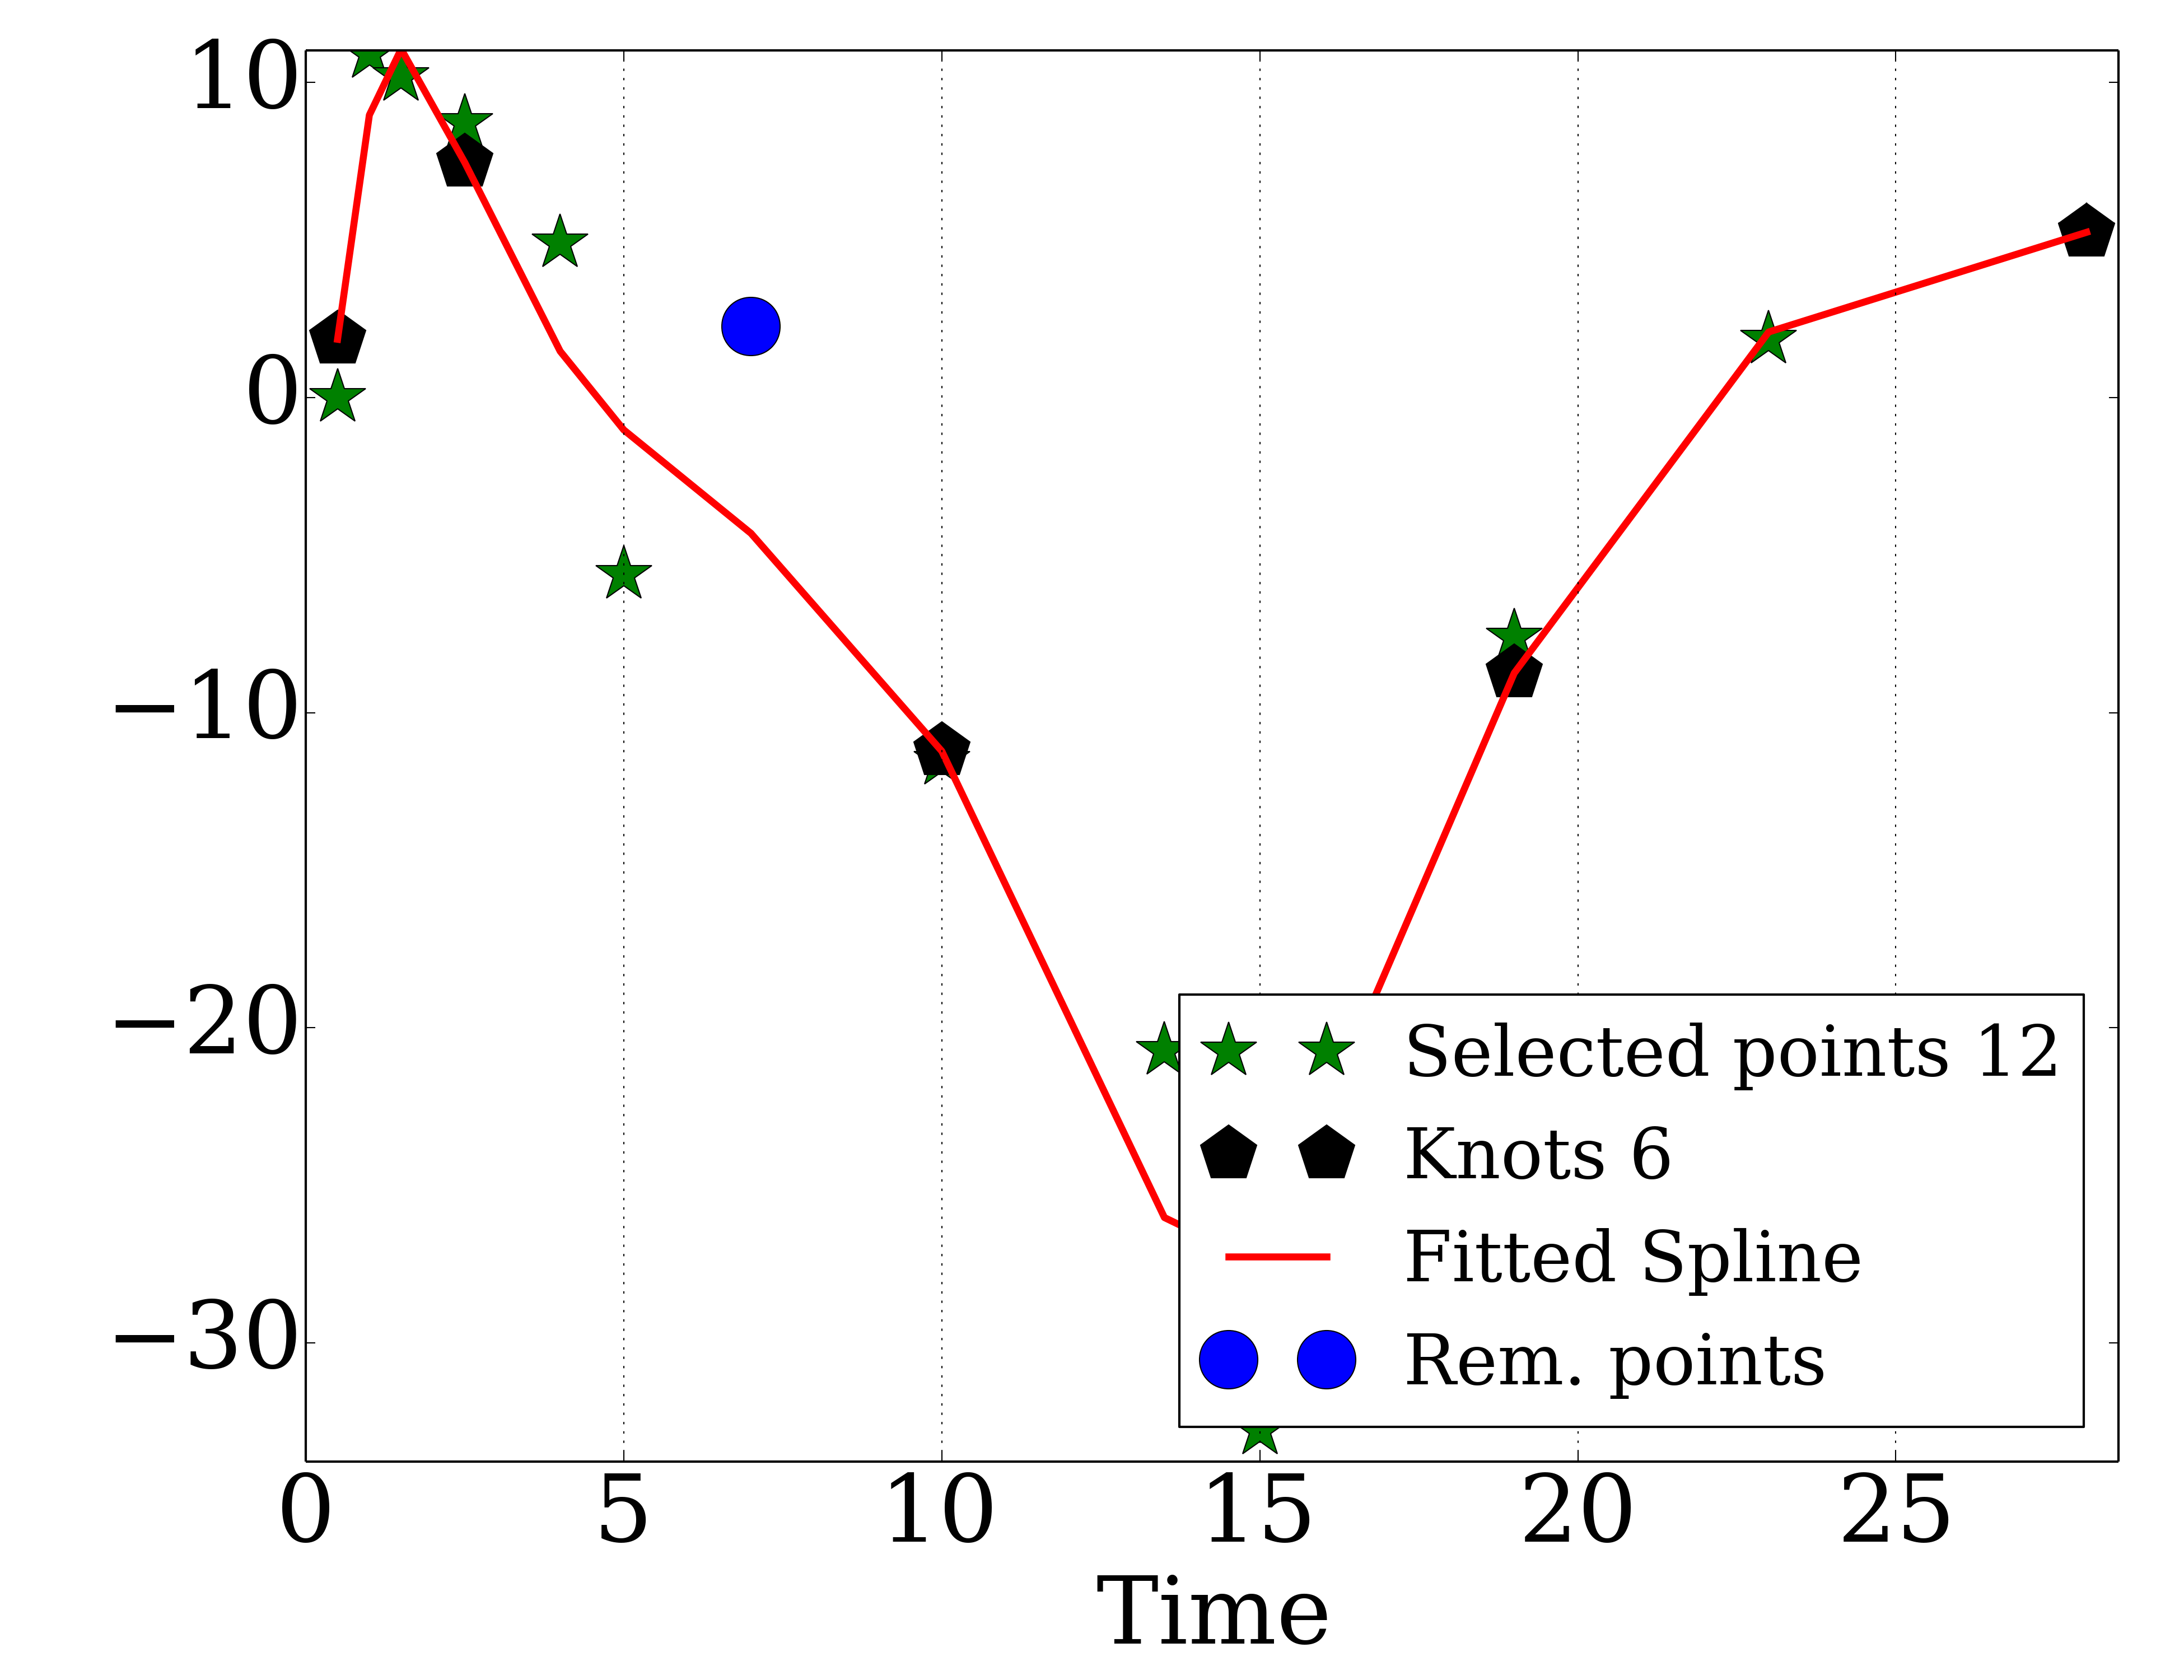 10
0
−10
−20
−30
Selected points 12
Knots 6
Fitted Spline
Rem. points
0 5 10 15 20 25
Time